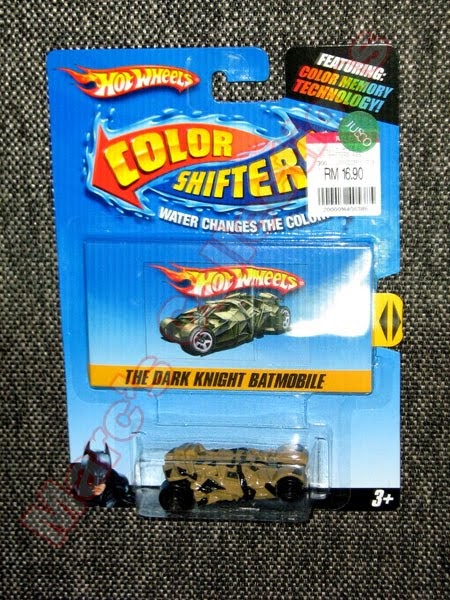 HOT WHEELS
FEATURING:
COLOR MEMORY
TECHNOLOGY!
COLOR
SHIFTERS
WATER CHANGES THE COLOR
JUSCO
RM 16.90
HOT WHEELS
THE DARK KNIGHT BATMOBILE
3+